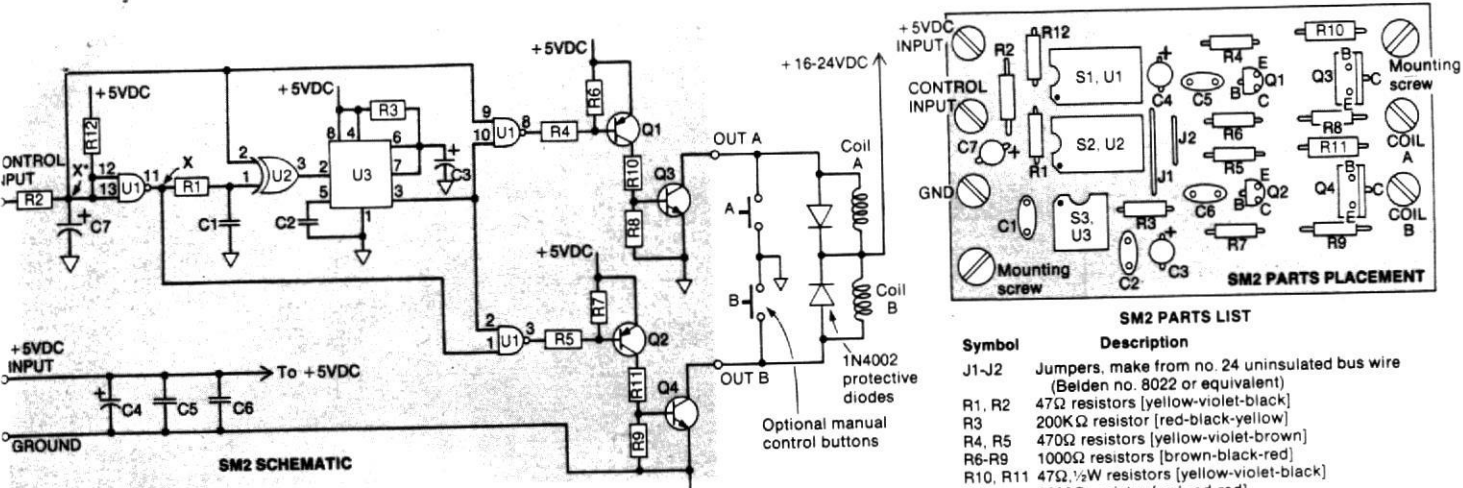 +5VDC
+5VDC
+5VDC
R12
ONTROL
R2
X*
12
13
U1
11
X
R1
C7
C1
2
1
U2
3
2
8
4
R3
6
7
3
5
1
U3
C2
C3
9
10
U1
8
R4
R6
Q1
R10
Q3
R8
+5VDC
R7
2
1
U1
3
R5
Q2
R11
Q4
R9
+5VDC
INPUT
To +5VDC
C4
C5
C6
GROUND
SM2 SCHEMATIC
+ 16-24VDC
OUT A
Coil
A
A
B
Coil
B
OUT B
1N4002
protective
diodes
Optional manual
control buttons
+5VDC
INPUT
CONTROL
INPUT
GND
R2
R12
S1, U1
C4
C5
R4
E
B
Q1
C
R10
B
Q3
C
E
Mounting
screw
C7
R1
S2, U2
J2
J1
R6
R5
R8
R11
COIL
A
C1
S3,
U3
R3
C6
E
B
Q2
C
B
Q4
C
E
COIL
B
R7
R9
C2
C3
Mounting
screw
SM2 PARTS PLACEMENT
SM2 PARTS LIST
Symbol Description
J1-J2 Jumpers, make from no. 24 uninsulated bus wire
(Belden no. 8022 or equivalent)
R1, R2 47Ω resistors [yellow-violet-black]
R3 200KΩ resistor [red-black-yellow]
R4, R5 470Ω resistors [yellow-violet-brown]
R6-R9 1000Ω resistors [brown-black-red]
R10, R11 47Ω,½W resistors [yellow-violet-black]